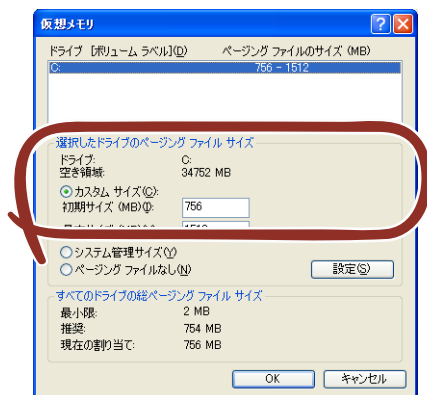 仮想メモリ
ドライブ [ボリューム ラベル](D) ページング ファイルのサイズ (MB)
C: 756 - 1512
選択したドライブのページング ファイル サイズ
ドライブ: C:
空き領域: 34752 MB
カスタム サイズ(C):
初期サイズ (MB)(I): 756
システム管理サイズ(Y)
ページング ファイルなし(N) 設定(S)
すべてのドライブの総ページング ファイル サイズ
最小限: 2 MB
推奨: 754 MB
現在の割り当て: 756 MB
OK キャンセル